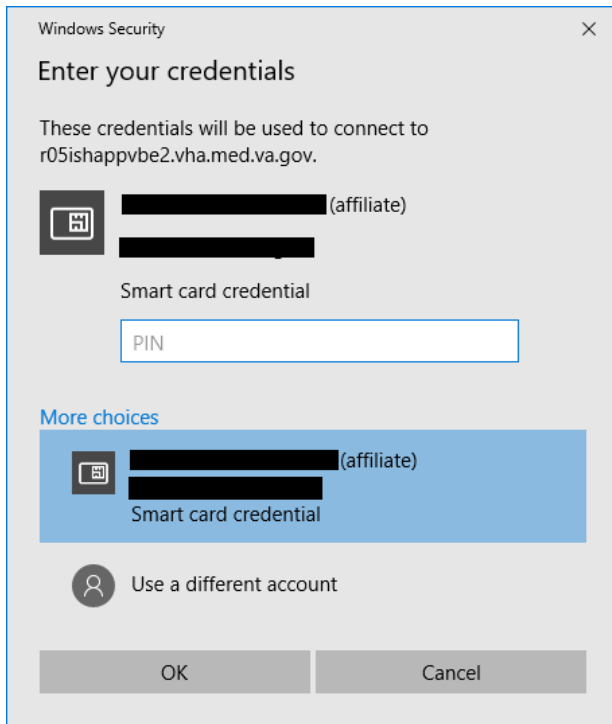 Windows Security
Enter your credentials
These credentials will be used to connect to
r05ishappvbe2.vha.med.va.gov.
(affiliate)
Smart card credential
PIN
More choices
(affiliate)
Smart card credential
Use a different account
OK
Cancel